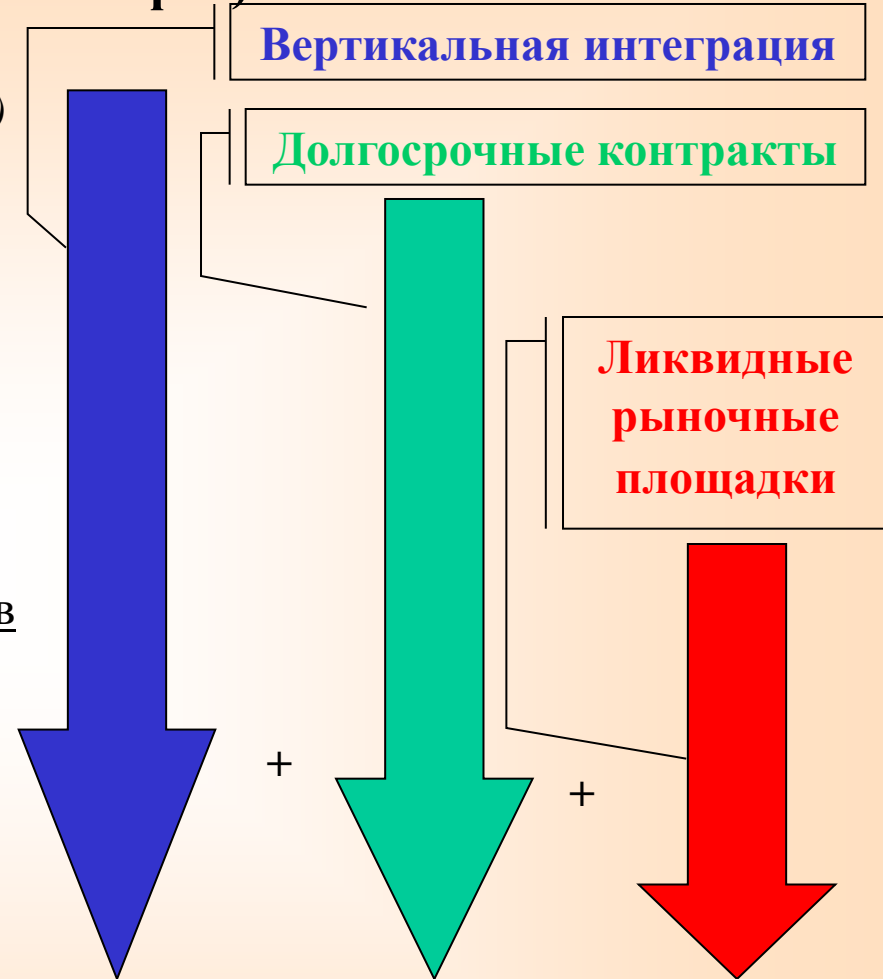 Вертикальная интеграция
)
Долгосрочные контракты
Ликвидные
рыночные
площадки
в
+
+